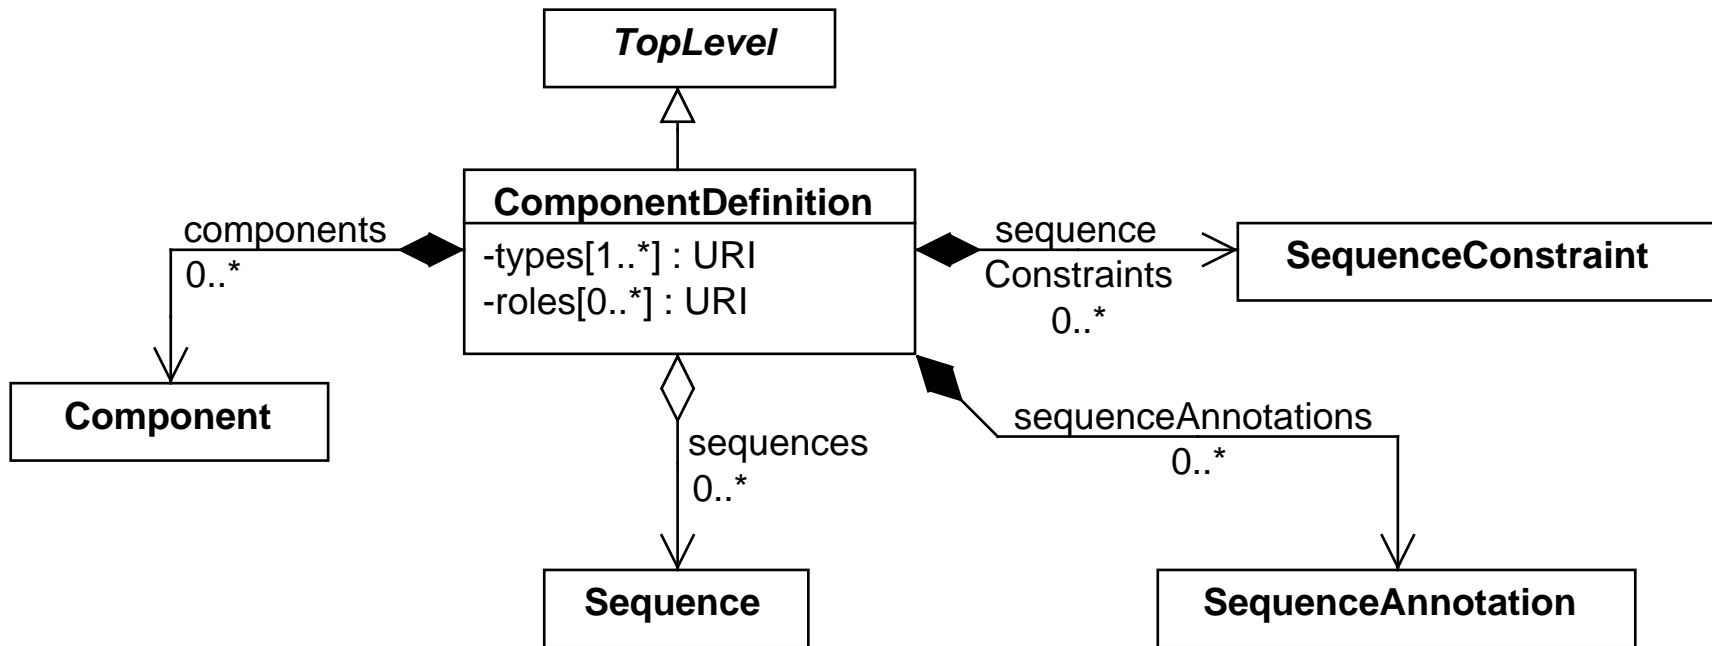 TopLevel
ComponentDefinition
-types[1..*] : URI
-roles[0..*] : URI
components
0..*
sequence
Constraints
0..*
SequenceConstraint
Component
sequences
0..*
sequenceAnnotations
0..*
Sequence
SequenceAnnotation